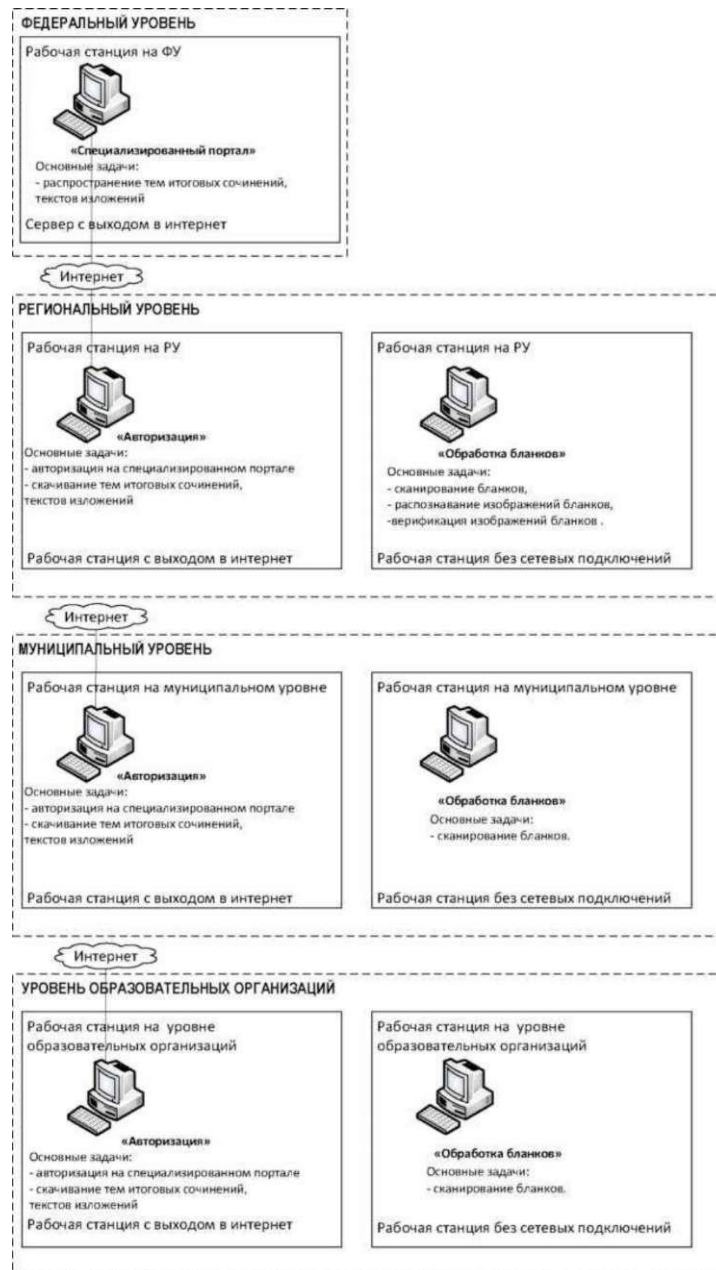 ФЕДЕРАЛЬНЫЙ УРОВЕНЬ
Рабочая станция на ФУ
«Специализированный портал»
Основные задачи:
- распространение тем итоговых сочинений,
текстов изложений
Сервер с выходом в интернет
Интернет
РЕГИОНАЛЬНЫЙ УРОВЕНЬ
Рабочая станция на РУ
«Авторизация»
Основные задачи:
- авторизация на специализированном портале
- скачивание тем итоговых сочинений,
текстов изложений
Рабочая станция с выходом в интернет
Рабочая станция на РУ
«Обработка бланков»
Основные задачи:
- сканирование бланков,
- распознавание изображений бланков,
-верификация изображений бланков .
Рабочая станция без сетевых подключений
Интернет
МУНИЦИПАЛЬНЫЙ УРОВЕНЬ
Рабочая станция на муниципальном уровне
«Авторизация»
Основные задачи:
- авторизация на специализированном портале
- скачивание тем итоговых сочинений,
текстов изложений
Рабочая станция с выходом в интернет
Рабочая станция на муниципальном уровне
«Обработка бланков»
Основные задачи:
- сканирование бланков.
Рабочая станция без сетевых подключений
Интернет
УРОВЕНЬ ОБРАЗОВАТЕЛЬНЫХ ОРГАНИЗАЦИЙ
Рабочая станция на уровне
образовательных организаций
«Авторизация»
Основные задачи:
- авторизация на специализированном портале
- скачивание тем итоговых сочинений,
текстов изложений
Рабочая станция с выходом в интернет
Рабочая станция на уровне
образовательных организаций
«Обработка бланков»
Основные задачи:
- сканирование бланков.
Рабочая станция без сетевых подключений